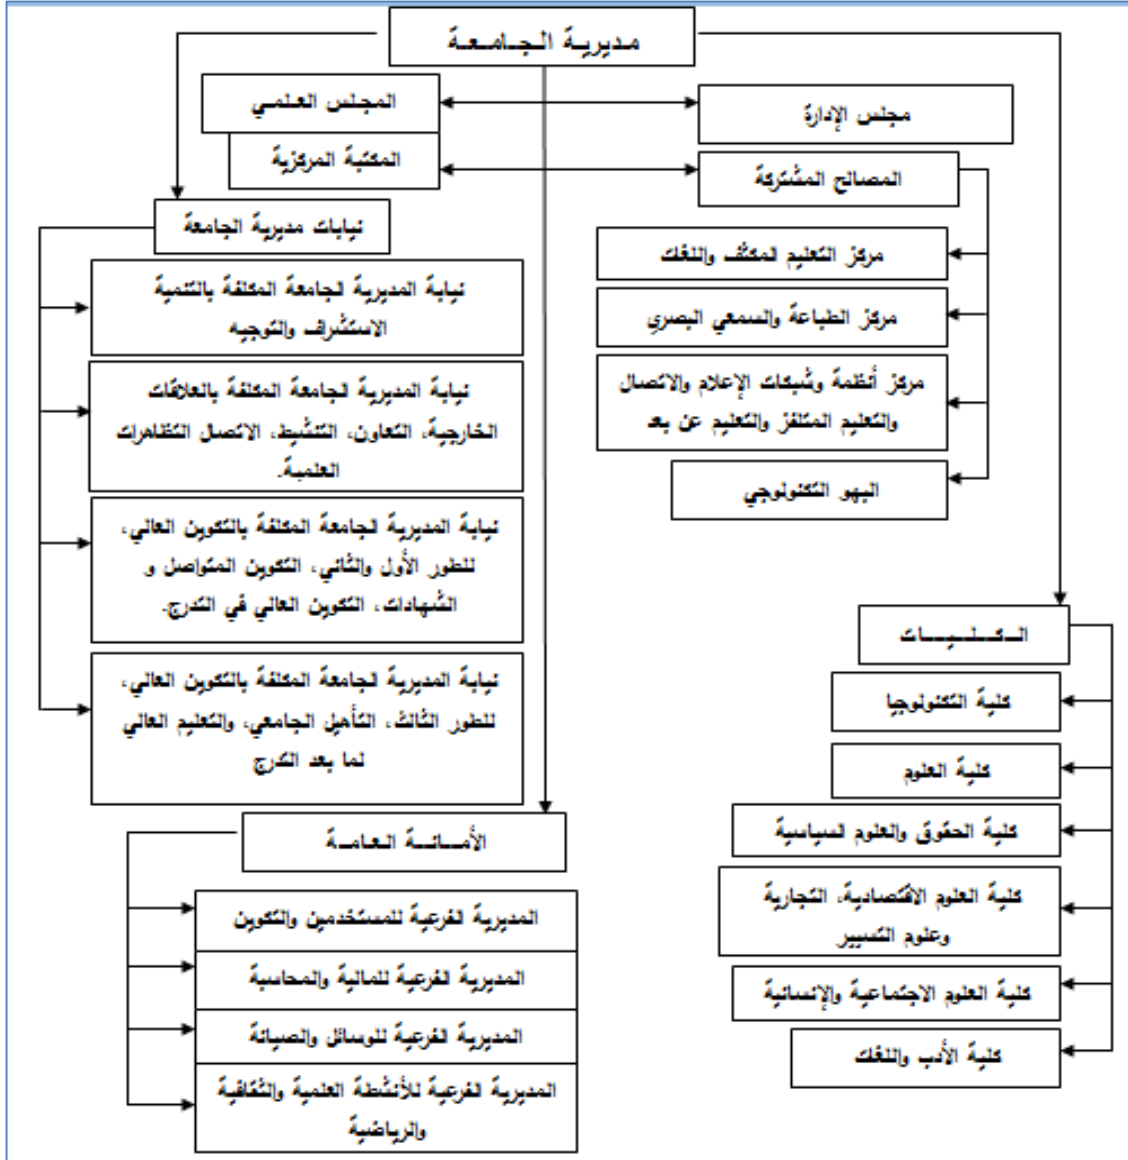 مديرية الجامعة
المجلس العلمي
مجلس الإدارة
المكتبة المركزية
المصالح المشتركة
نيابات مديرية الجامعة
نيابة المديرية الجامعة المكلفة بالتنمية
الاستشراف والتوجيه
نيابة المديرية الجامعة المكلفة بالعلاقات
الخارجية، التعاون، التنشيط، الاتصال التظاهرات
العلمية.
نيابة المديرية الجامعة المكلفة بالتكوين العالي،
للطور الأول والثاني، التكوين المتواصل و
الشهادات، التكوين العالي في التدرج.
نيابة المديرية الجامعة المكلفة بالتكوين العالي،
للطور الثالث، التأهيل الجامعي، والتعليم العالي
لما بعد التدرج
مركز التعليم المكثف واللغات
مركز الطباعة والسمعي البصري
مركز أنظمة وشبكات الإعلام والاتصال
والتعليم المتلفز والتعليم عن بعد
البهو التكنولوجي
الكليات
كلية التكنولوجيا
كلية العلوم
كلية الحقوق والعلوم السياسية
كلية العلوم الاقتصادية، التجارية
وعلوم التسيير
كلية العلوم الاجتماعية والإنسانية
كلية الأدب واللغات
الأمانة العامة
المديرية الفرعية للمستخدمين والتكوين
المديرية الفرعية للمالية والمحاسبة
المديرية الفرعية للوسائل والصيانة
المديرية الفرعية للأنشطة العلمية والثقافية
والرياضية